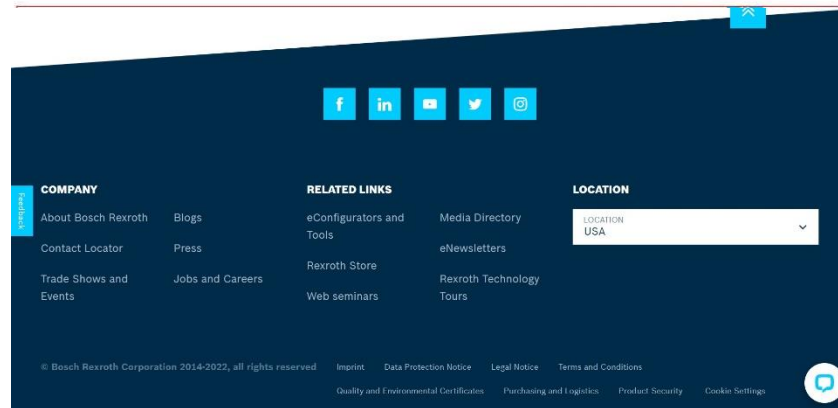 COMPANY
About Bosch Rexroth
Contact Locator
Trade Shows and
Events
Blogs
Press
Jobs and Careers
RELATED LINKS
eConfigurators and
Tools
Rexroth Store
Web seminars
Media Directory
eNewsletters
Rexroth Technology
Tours
LOCATION
LOCATION
USA
Feedback
© Bosch Rexroth Corporation 2014-2022, all rights reserved
Imprint Data Protection Notice Legal Notice Terms and Conditions
Quality and Environmental Certificates Purchasing and Logistics Product Security Cookie Settings